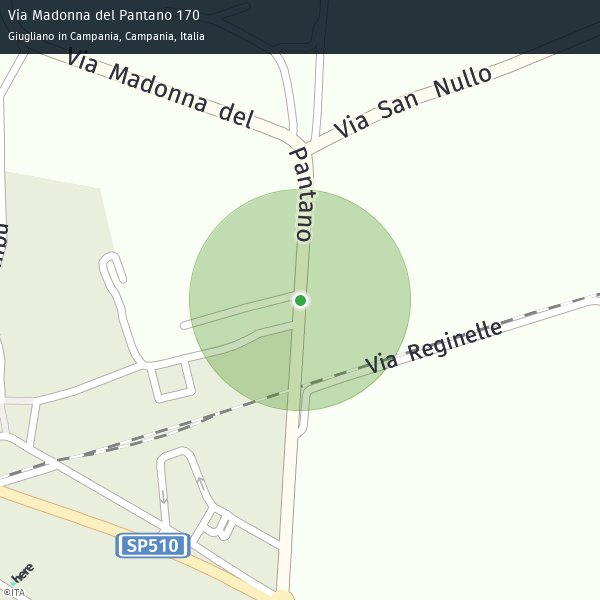 Via Madonna del Pantano 170
Giugliano in Campania, Campania, Italia
Via Madonna del
Via San Nullo
Pantano
Via Reginelle
SP510
here
©ITA